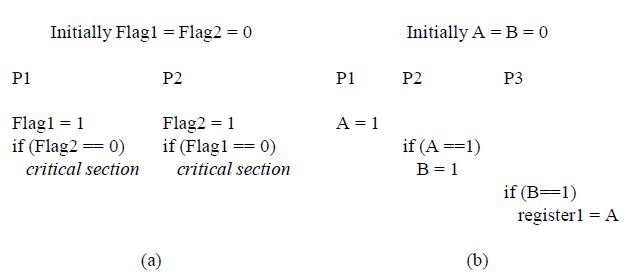 Initially Flag1 = Flag2 = 0 Initially A = B = 0
P1 P2 P1 P2 P3
Flag1 = 1 Flag2 = 1 A = 1
if (Flag2 == 0) if (Flag1 == 0) if (A ==1)
critical section critical section B = 1
if (B==1)
register1 = A
(a) (b)